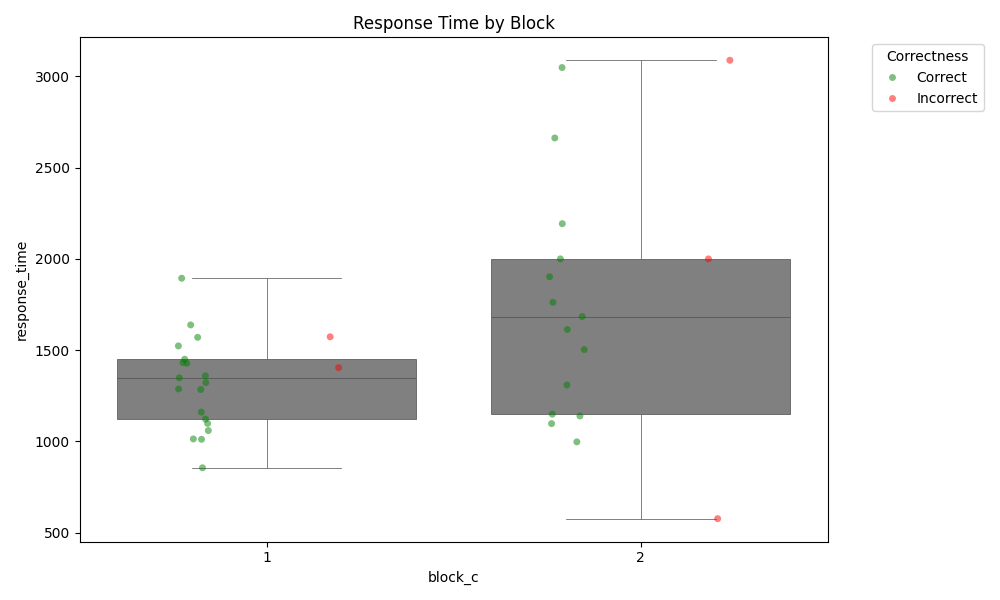 Response Time by Block
Correctness
Correct
Incorrect
response_time
3000
2500
2000
1500
1000
500
1
2
block_c